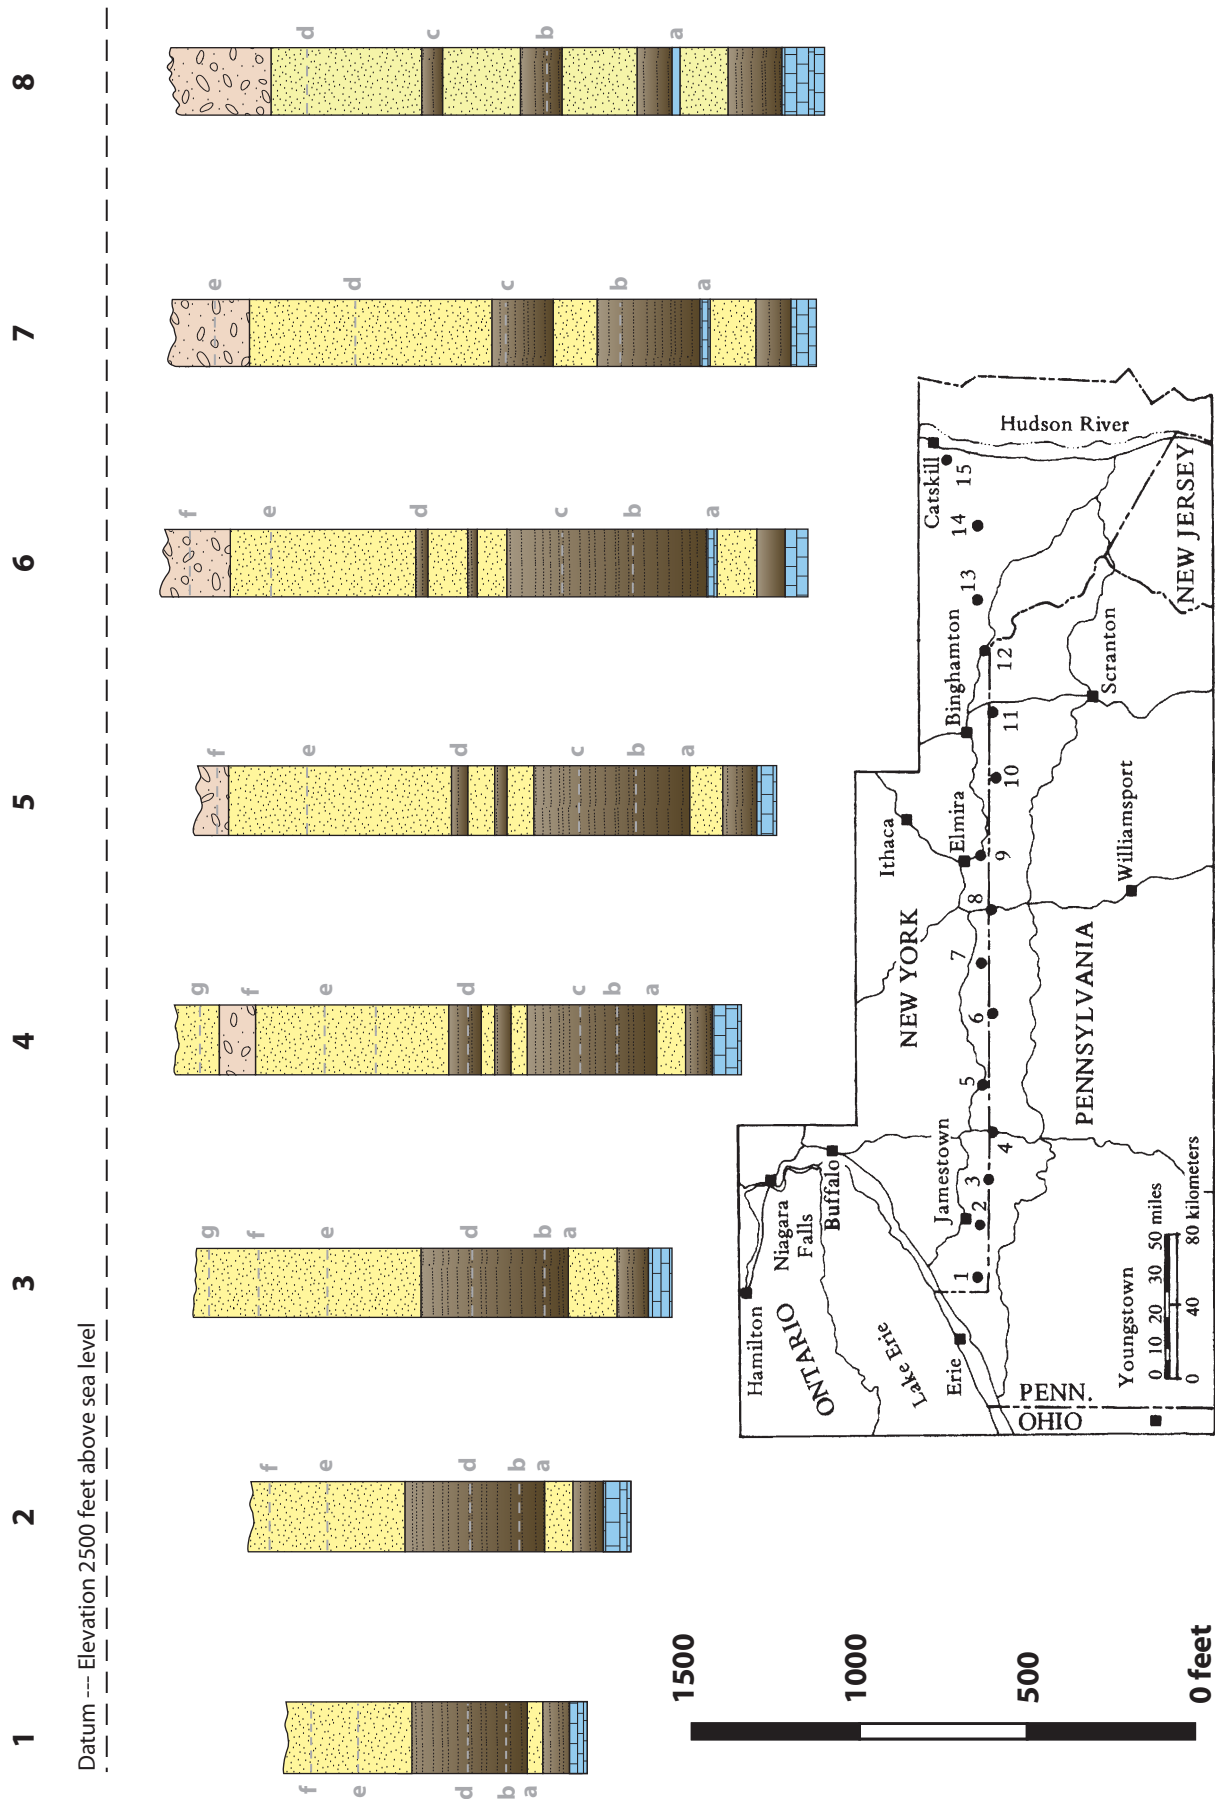 1 2 3 4 5 6 7 8
Datum --- Elevation 2500 feet above sea level
f
e
d
b
a
f
e
d
b
a
g
f
e
d
b
a
g
f
e
d
c
b
a
f
e
d
c
b
a
f
e
d
c
b
a
e
d
c
b
a
d
c
b
a
1500
1000
500
0 feet
Hamilton
Niagara
Falls
Buffalo
ONTARIO
Lake Erie
Erie
Jamestown
NEW YORK
Ithaca
Elmira
Binghamton
Catskill
Hudson River
1
2
3
4
5
6
7
8
9
10
11
12
13
14
15
PENNSYLVANIA
Williamsport
Scranton
NEW JERSEY
PENN.
OHIO
Youngstown
0 10 20 30 50 miles
0 40 80 kilometers